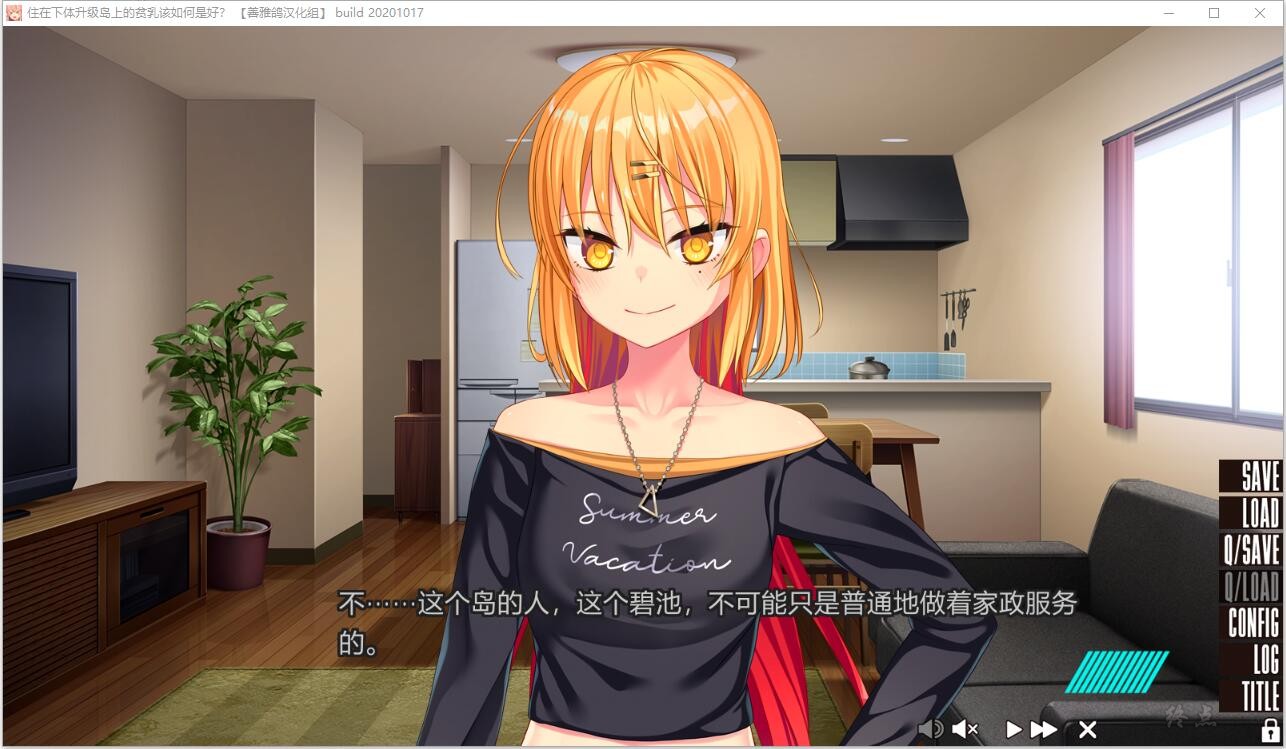 住在下体升级岛上的贫乳该如何是好？ 【善雅鸽汉化组】 build 20201017
Summer
Vacation
不……这个岛的人，这个碧池，不可能只是普通地做着家政服务
的。
SAVE
LOAD
Q/SAVE
Q/LOAD
CONFIG
LOG
TITLE
终点